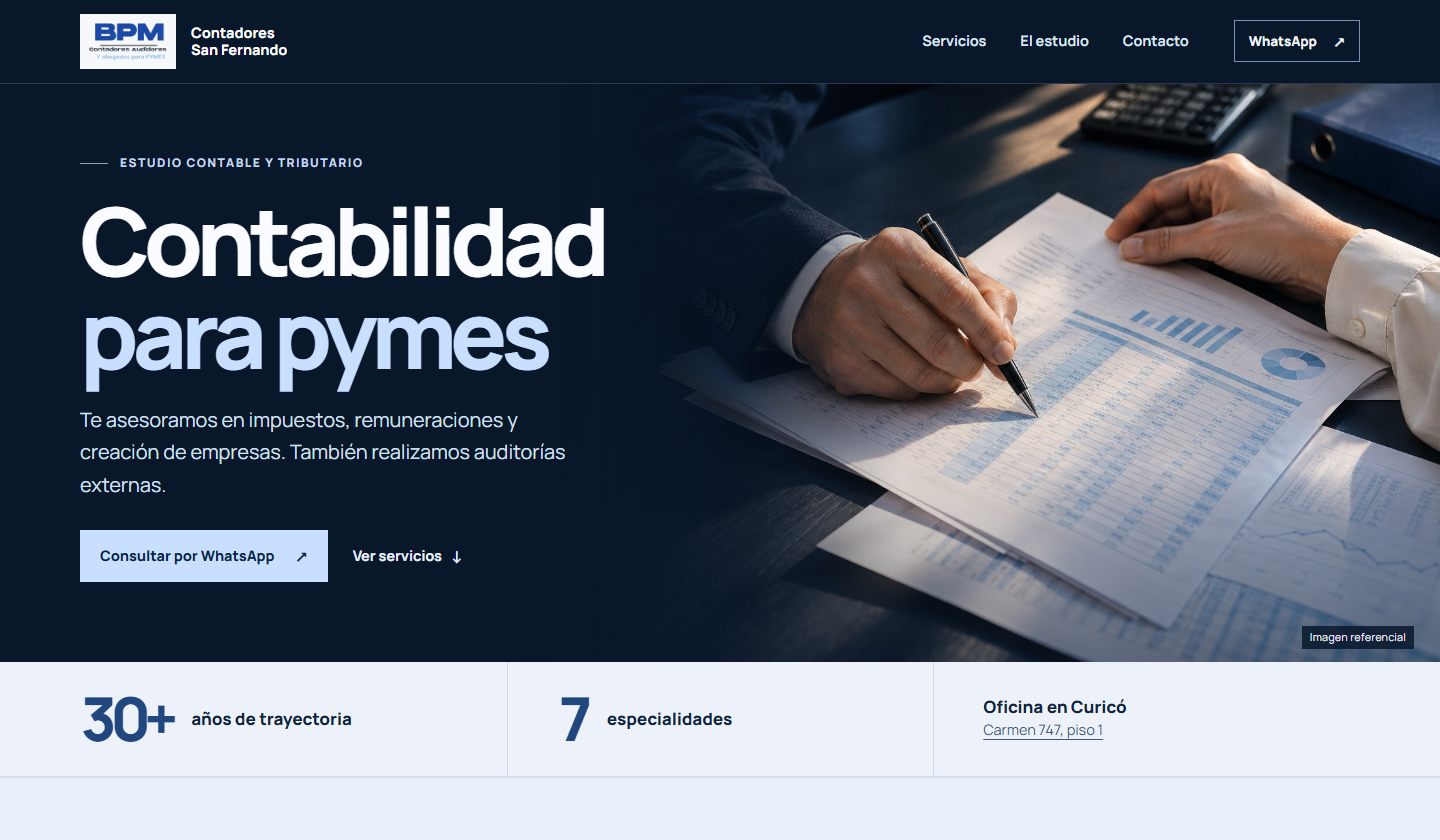 BPM
Contadores Auditores
Y abogados para PYMES
Contadores
San Fernando
Servicios
El estudio
Contacto
WhatsApp ↗
ESTUDIO CONTABLE Y TRIBUTARIO
Contabilidad
para pymes
Te asesoramos en impuestos, remuneraciones y
creación de empresas. También realizamos auditorías
externas.
Consultar por WhatsApp ↗
Ver servicios ↓
Imagen referencial
30+ años de trayectoria
7 especialidades
Oficina en Curicó
Carmen 747, piso 1